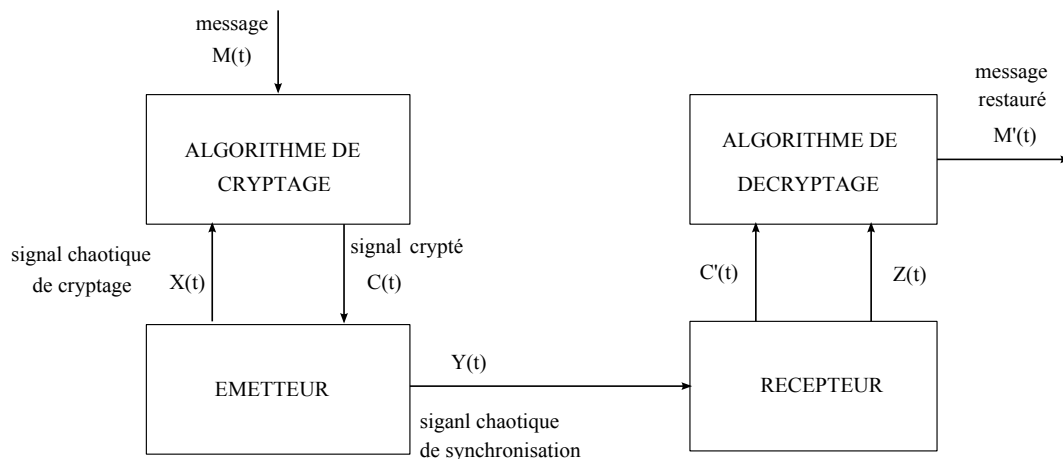 message
M(t)
ALGORITHME DE
CRYPTAGE
signal chaotique
de cryptage
X(t)
signal crypté
C(t)
EMETTEUR
Y(t)
siganl chaotique
de synchronisation
message
restauré
M'(t)
ALGORITHME DE
DECRYPTAGE
C'(t)
Z(t)
RECEPTEUR